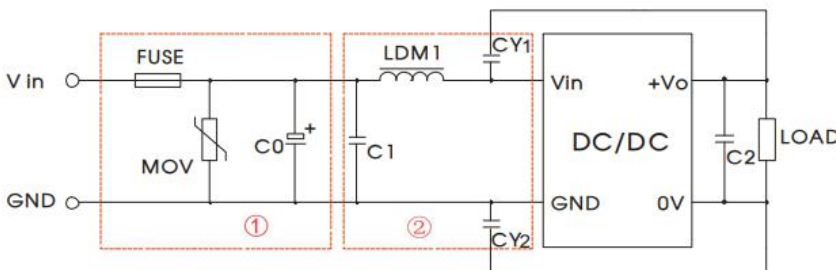 FUSE
LDM1
CY1
V in
Vin
+Vo
MOV
C0
+
C1
DC/DC
C2
LOAD
GND
①
②
CY2
GND
0V